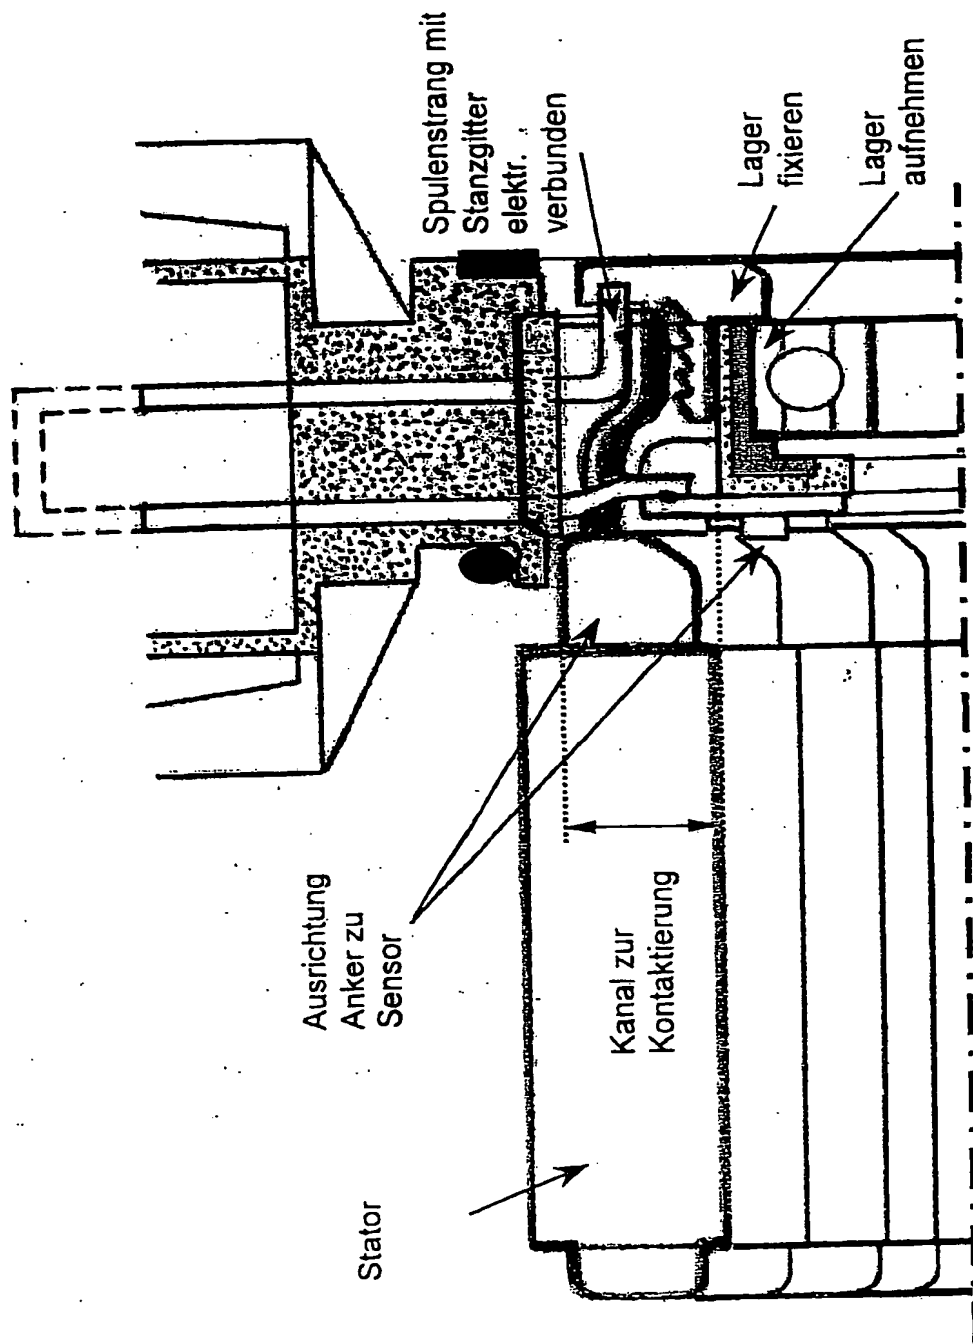 Ausrichtung
Anker zu
Sensor
Stator
Spulenstrang mit
Stanzgitter
elektr.
verbunden
Kanal zur
Kontaktierung
Lager
fixieren
Lager
aufnehmen